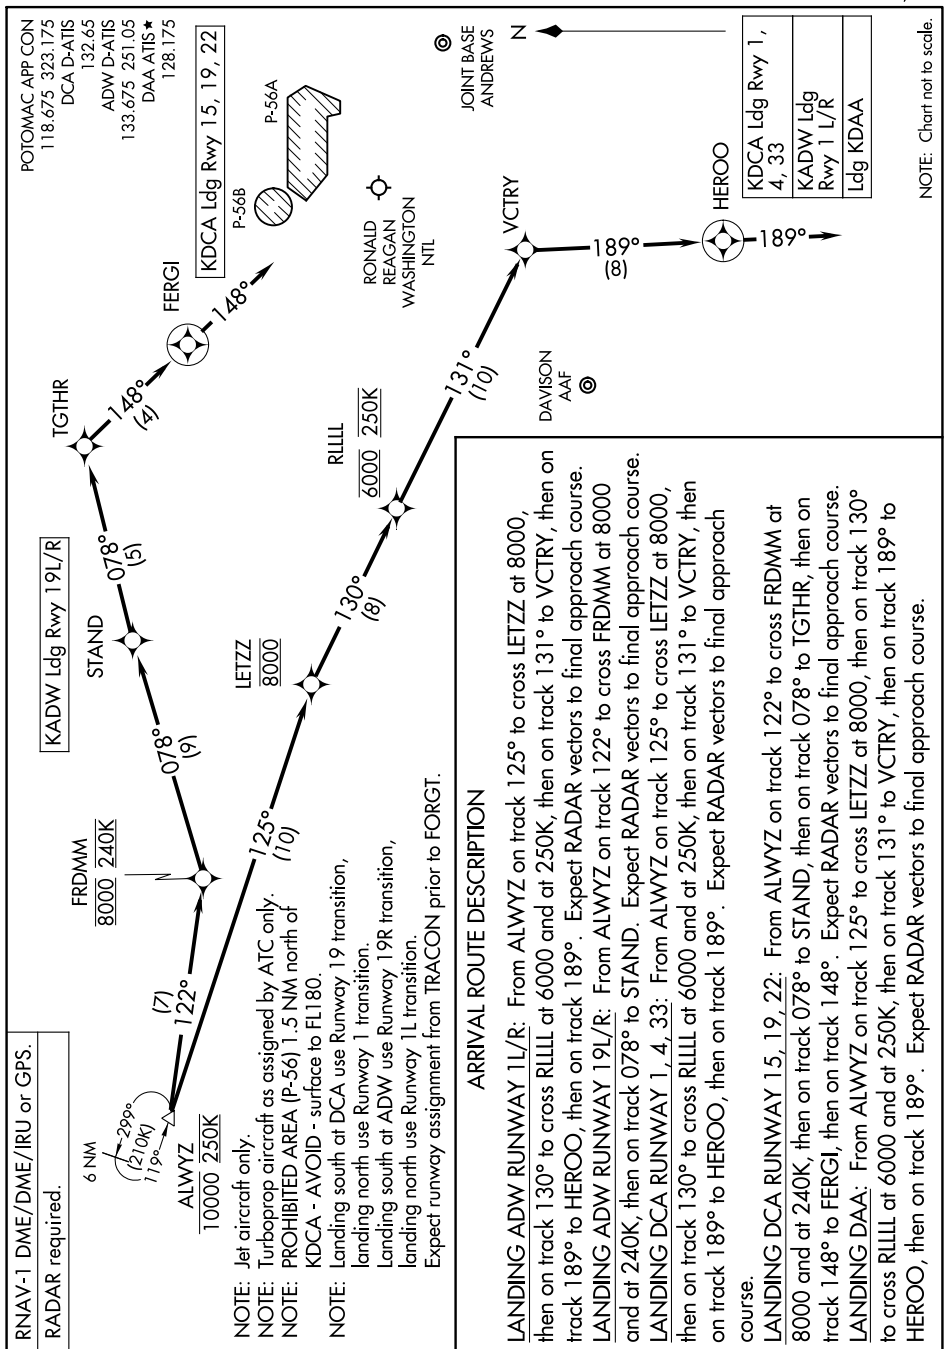 RNAV-1 DME/DME/IRU or GPS.
RADAR required.
POTOMAC APP CON
118.675 323.175
DCA D-ATIS
132.65
ADW D-ATIS
133.675 251.05
DAA ATIS★
128.175
6 NM
299°
(210K)
119°
ALWYZ
10000 250K
(7)
122°
FRDMM
8000 240K
078°
(9)
KADW Ldg Rwy 19L/R
STAND
078°
(5)
TGTHR
148°
(4)
FERGI
148°
KDCA Ldg Rwy 15, 19, 22
P-56B
P-56A
125°
(10)
LETZZ
8000
130°
(8)
RLLLL
6000 250K
131°
(10)
VCTRY
189°
(8)
HEROO
189°
KDCA Ldg Rwy 1,
4, 33
KADW Ldg
Rwy 1 L/R
Ldg KDAA
RONALD
REAGAN
WASHINGTON
NTL
JOINT BASE
ANDREWS
N
DAVISON
AAF
NOTE: Chart not to scale.
NOTE: Jet aircraft only.
NOTE: Turboprop aircraft as assigned by ATC only.
NOTE: PROHIBITED AREA (P-56) 1.5 NM north of
KDCA - AVOID - surface to FL180.
NOTE: Landing south at DCA use Runway 19 transition,
landing north use Runway 1 transition.
Landing south at ADW use Runway 19R transition,
landing north use Runway 1L transition.
Expect runway assignment from TRACON prior to FORGT.
ARRIVAL ROUTE DESCRIPTION
LANDING ADW RUNWAY 1L/R: From ALWYZ on track 125° to cross LETZZ at 8000,
then on track 130° to cross RLLLL at 6000 and at 250K, then on track 131° to VCTRY, then on
track 189° to HEROO, then on track 189°. Expect RADAR vectors to final approach course.
LANDING ADW RUNWAY 19L/R: From ALWYZ on track 122° to cross FRDMM at 8000
and at 240K, then on track 078° to STAND. Expect RADAR vectors to final approach course.
LANDING DCA RUNWAY 1, 4, 33: From ALWYZ on track 125° to cross LETZZ at 8000,
then on track 130° to cross RLLLL at 6000 and at 250K, then on track 131° to VCTRY, then
on track 189° to HEROO, then on track 189°. Expect RADAR vectors to final approach
course.
LANDING DCA RUNWAY 15, 19, 22: From ALWYZ on track 122° to cross FRDMM at
8000 and at 240K, then on track 078° to STAND, then on track 078° to TGTHR, then on
track 148° to FERGI, then on track 148°. Expect RADAR vectors to final approach course.
LANDING DAA: From ALWYZ on track 125° to cross LETZZ at 8000, then on track 130°
to cross RLLLL at 6000 and at 250K, then on track 131° to VCTRY, then on track 189° to
HEROO, then on track 189°. Expect RADAR vectors to final approach course.